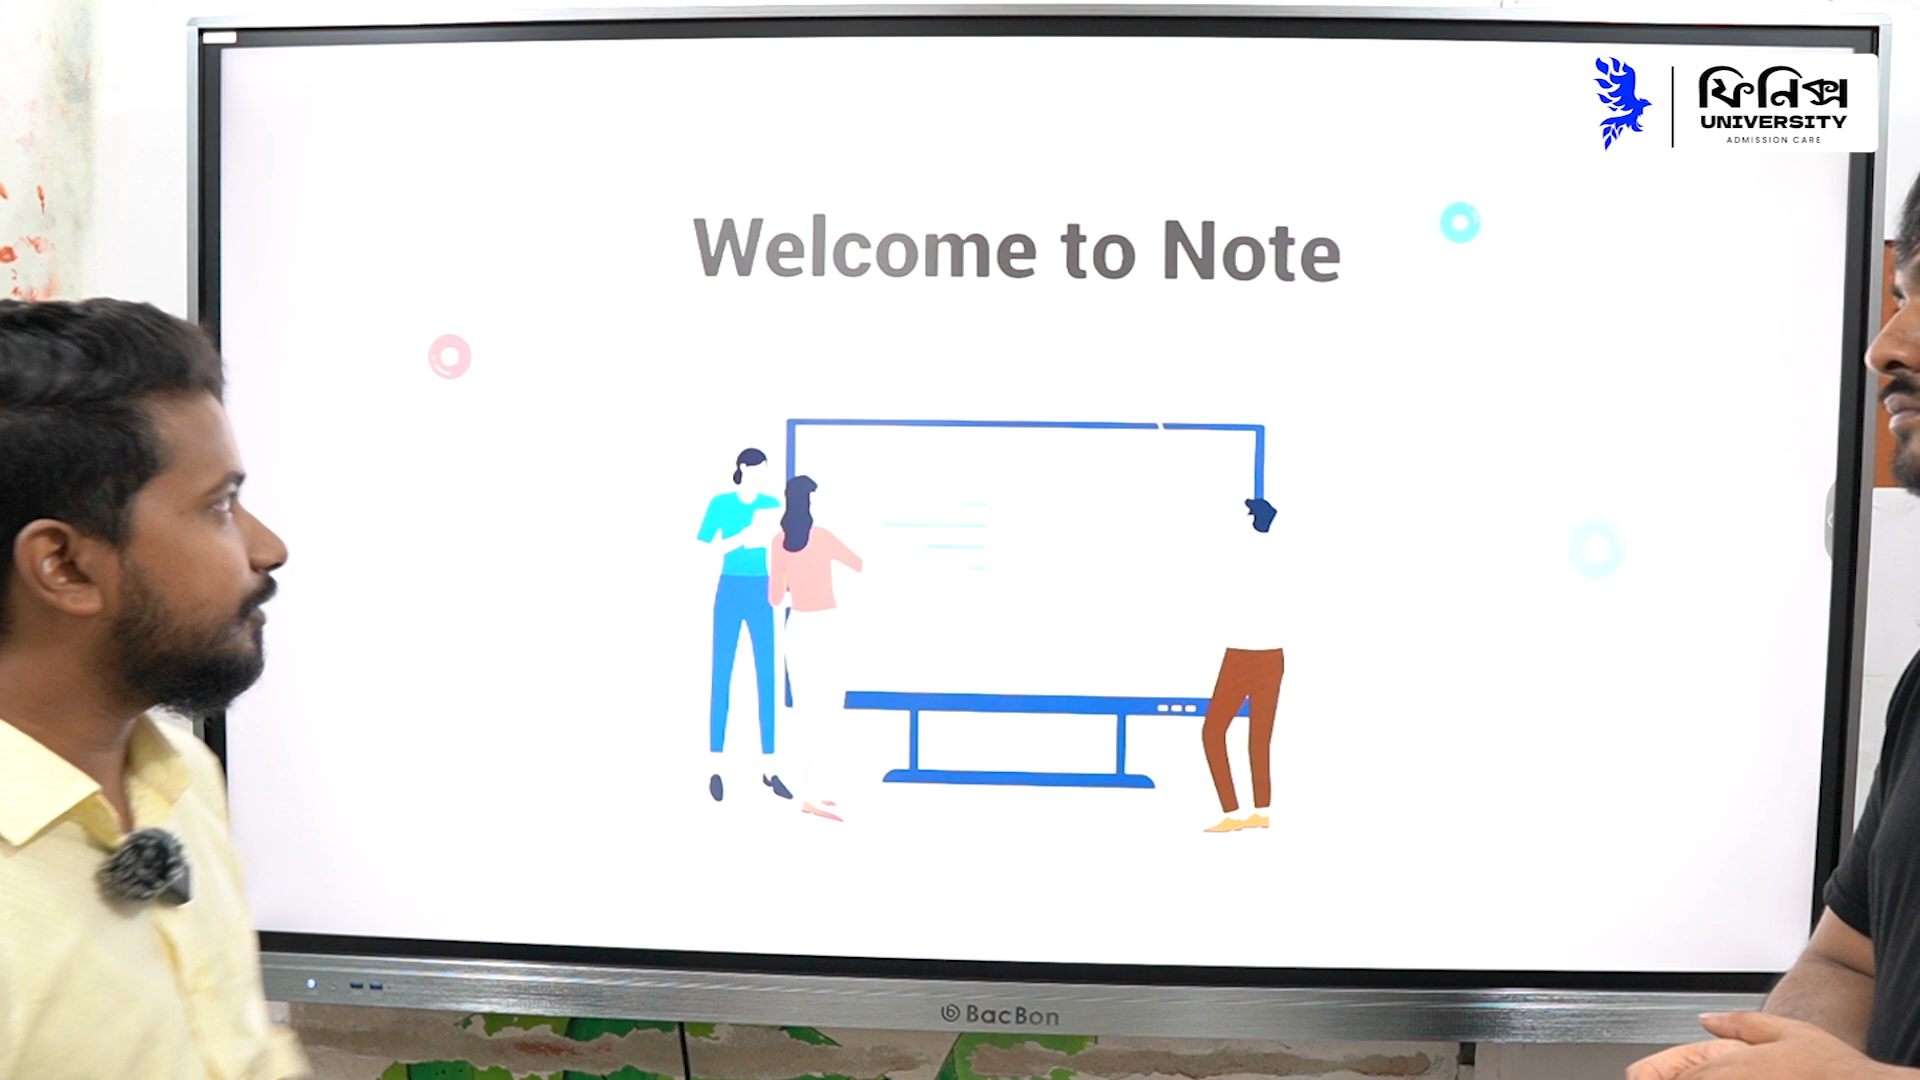 ফিনিক্স
UNIVERSITY
ADMISSION CARE
Welcome to Note
BacBon